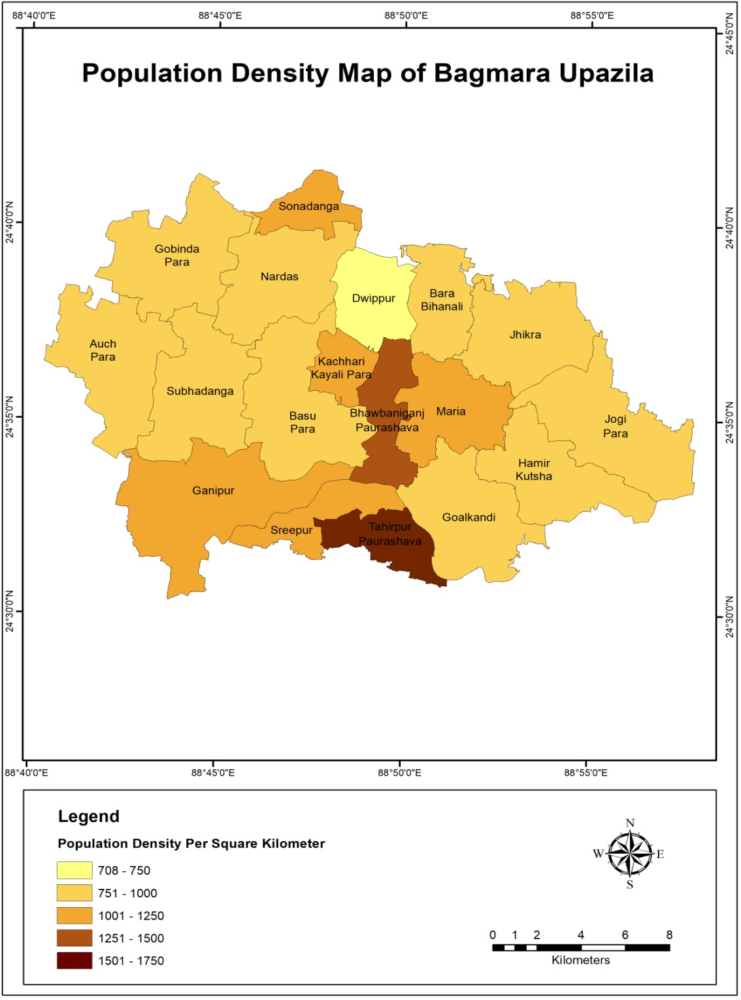 88°40'0"E 88°45'0"E 88°50'0"E 88°55'0"E
24°45'0"N
Population Density Map of Bagmara Upazila
Sonadanga
24°40'0"N
24°40'0"N
Gobinda
Para
Nardas
Dwippur
Bara
Bihanali
Jhikra
Auch
Para
Kachhari
Kayali Para
Subhadanga
24°35'0"N
24°35'0"N
Basu
Para
Bhawbaniganj
Paurashava
Maria
Jogi
Para
Hamir
Kutsha
Ganipur
Goalkandi
Sreepur
Tahirpur
Paurashava
24°30'0"N
24°30'0"N
88°40'0"E 88°45'0"E 88°50'0"E 88°55'0"E
Legend
Population Density Per Square Kilometer
708 - 750
751 - 1000
1001 - 1250
1251 - 1500
1501 - 1750
N
W E
S
0 1 2 4 6 8
Kilometers